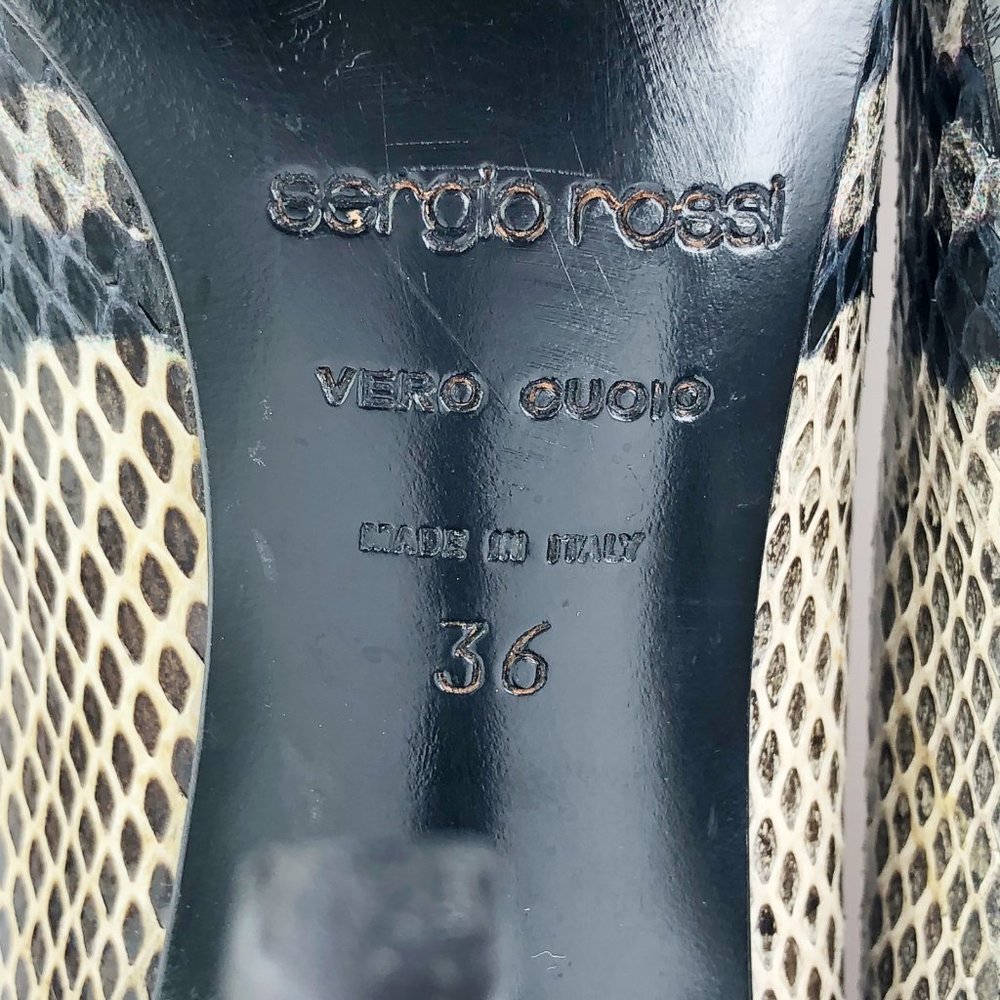 sergio rossi
VERO CUOIO
MADE IN ITALY
36